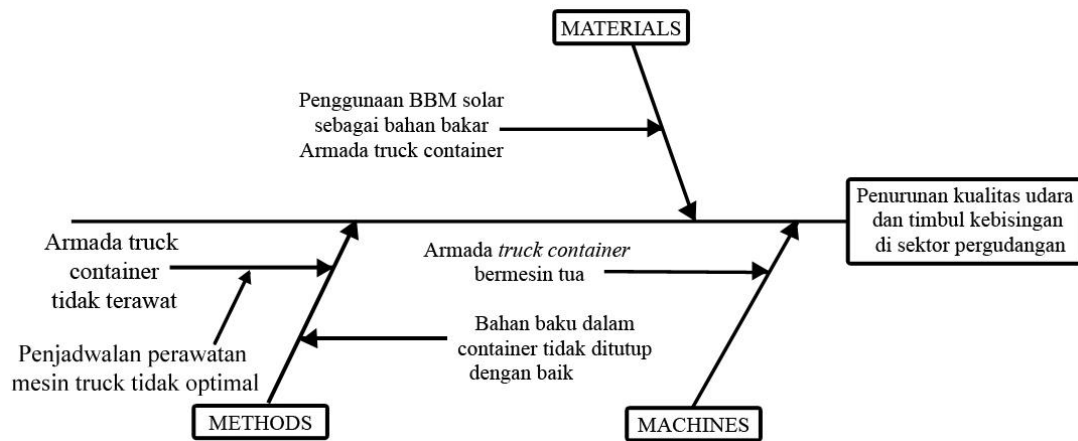 MATERIALS
Penggunaan BBM solar
sebagai bahan bakar
Armada truck container
Penurunan kualitas udara
dan timbul kebisingan
di sektor pergudangan
Armada truck
container
tidak terawat
Armada truck container
bermesin tua
Penjadwalan perawatan
mesin truck tidak optimal
Bahan baku dalam
container tidak ditutup
dengan baik
METHODS
MACHINES